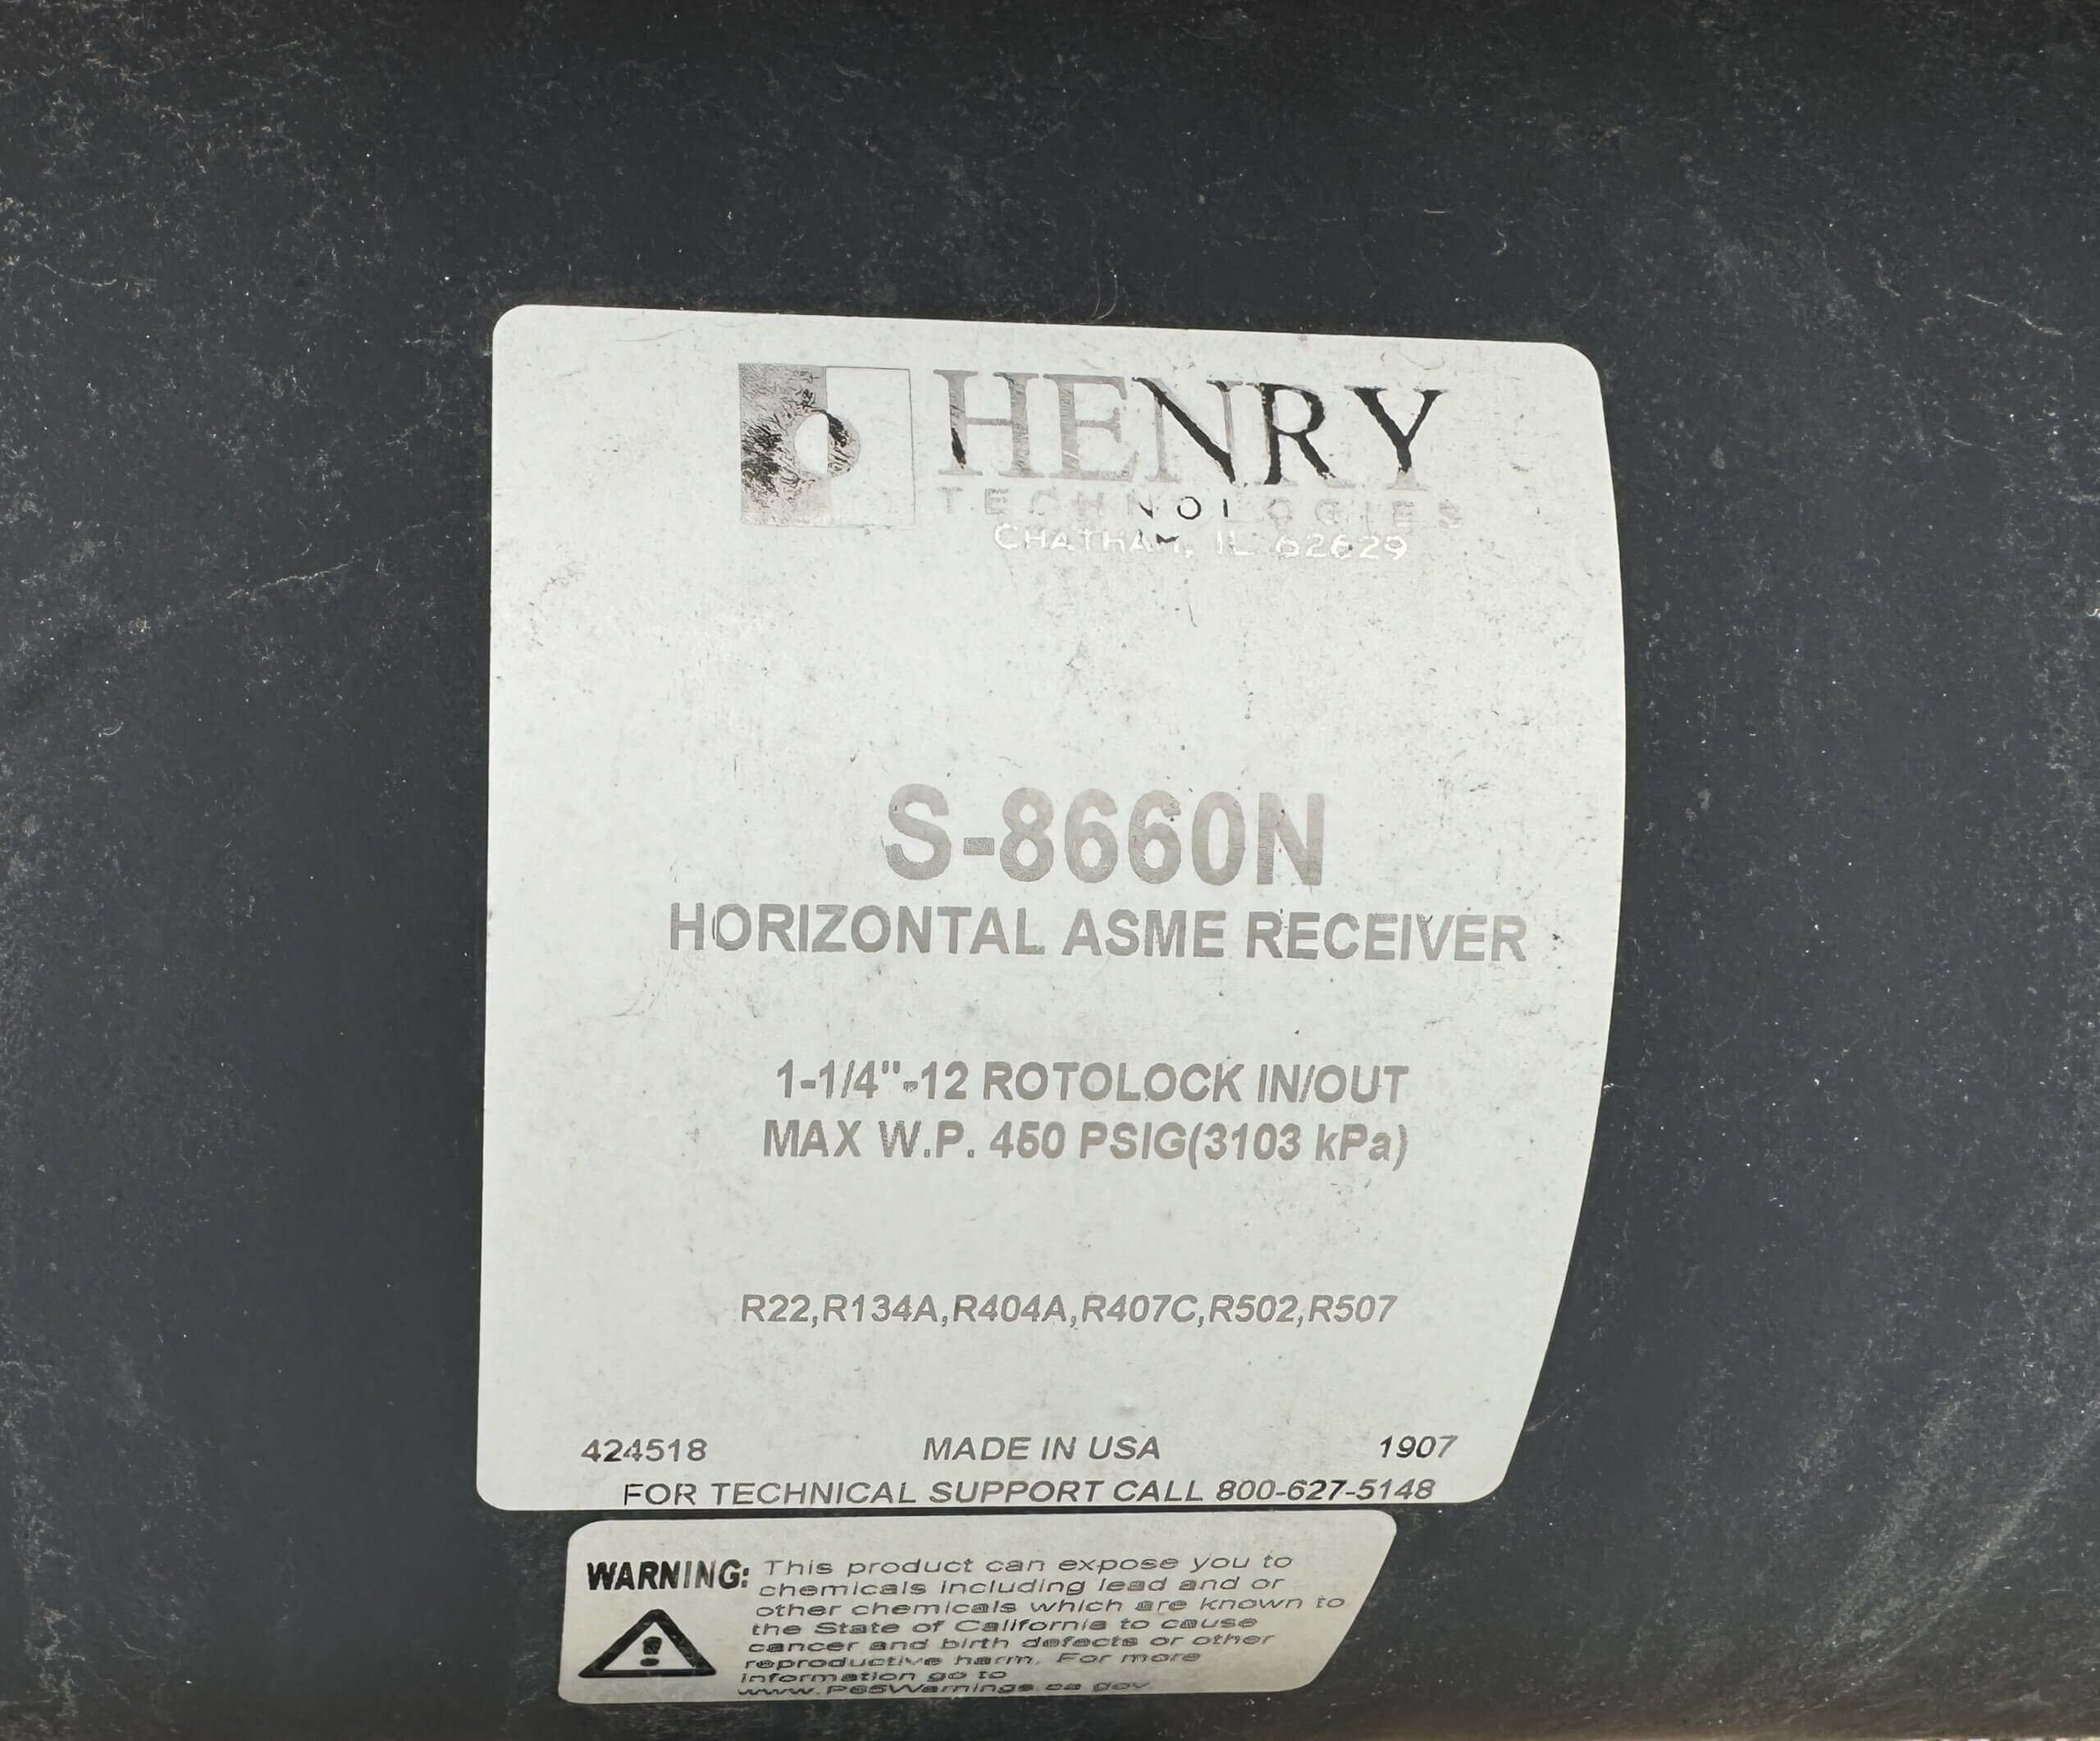 HENRY
TECHNOLOGIES
CHATHAM, IL 62629
S-8660N
HORIZONTAL ASME RECEIVER
1-1/4"-12 ROTOLOCK IN/OUT
MAX W.P. 450 PSIG(3103 kPa)
R22,R134A,R404A,R407C,R502,R507
424518 MADE IN USA 1907
FOR TECHNICAL SUPPORT CALL 800-627-5148
WARNING: This product can expose you to
chemicals including lead and or
other chemicals which are known to
the State of California to cause
cancer and birth defects or other
reproductive harm. For more
information go to
www.P65Warnings.ca.gov